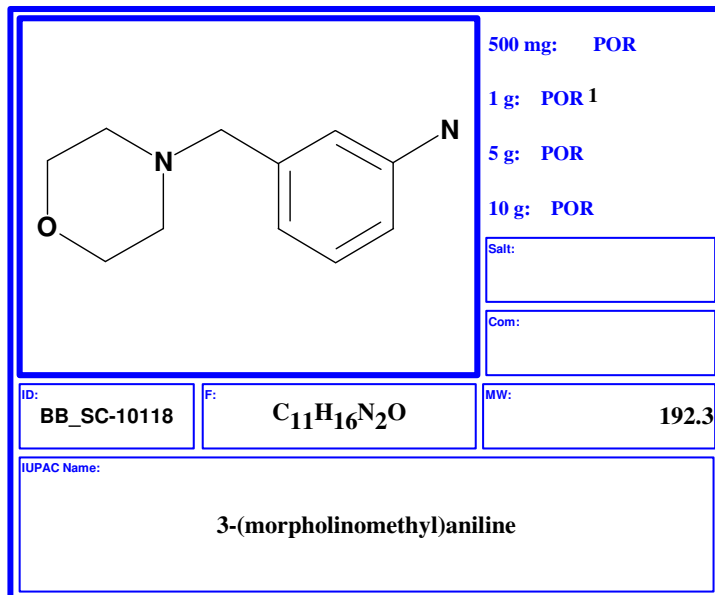 500 mg: POR
1 g: POR 1
5 g: POR
10 g: POR
N
N
O
Salt:
Com:
ID: BB_SC-10118
F: C11H16N2O
MW: 192.3
IUPAC Name:
3-(morpholinomethyl)aniline